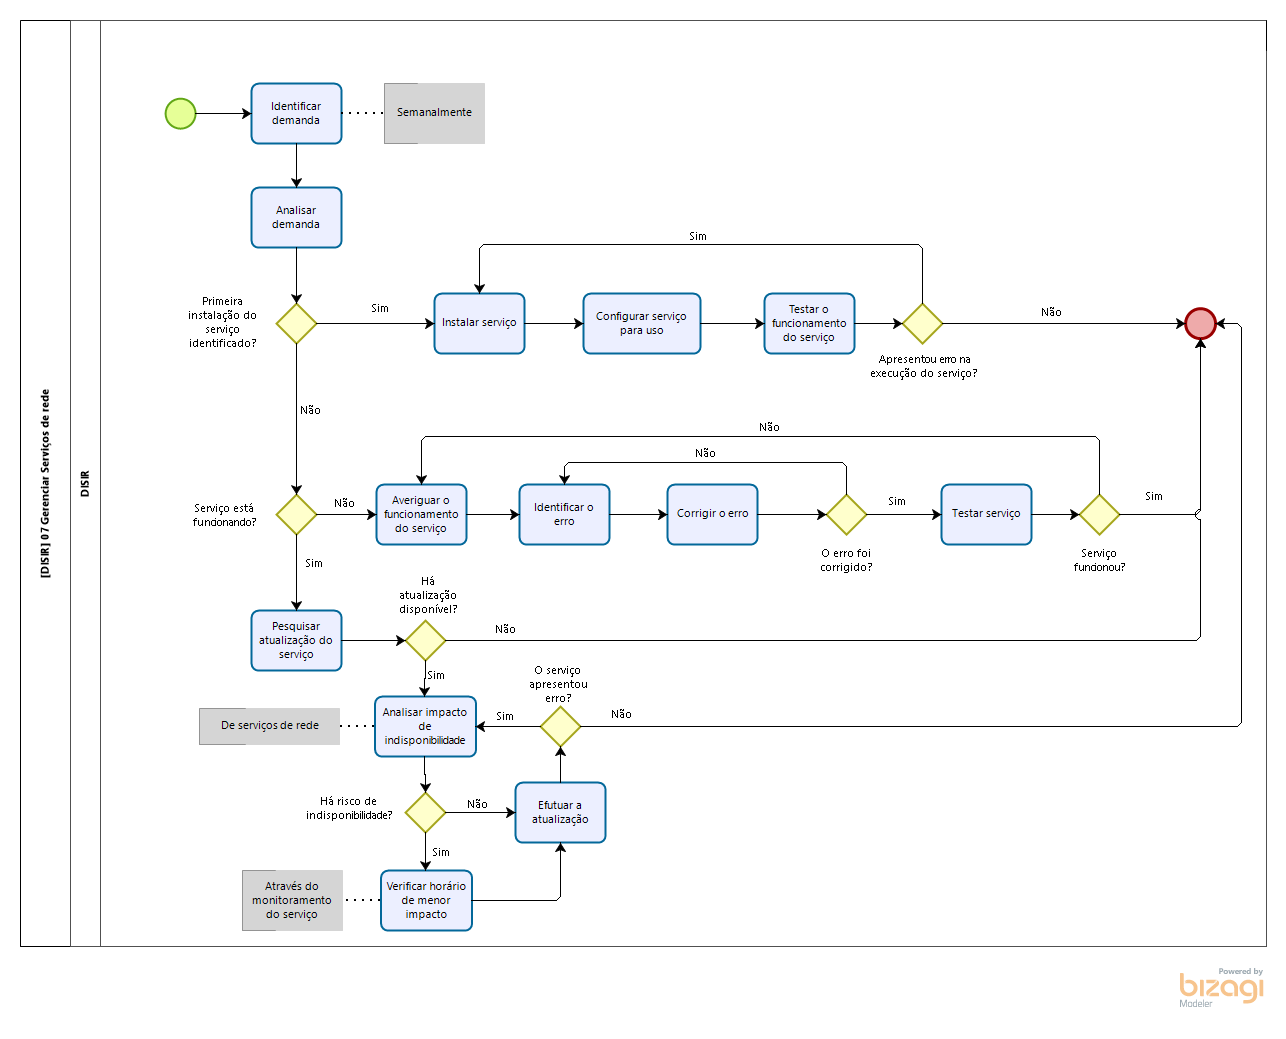 [DISIR] 07 Gerenciar Serviços de rede
DISIR
Identificar
demanda
Semanalmente
Analisar
demanda
Primeira
instalação do
serviço
identificado?
Sim
Instalar serviço
Configurar serviço
para uso
Testar o
funcionamento
do serviço
Sim
Apresentou erro na
execução do serviço?
Não
Não
Serviço está
funcionando?
Não
Averiguar o
funcionamento
do serviço
Identificar o
erro
Corrigir o erro
Não
Não
O erro foi
corrigido?
Sim
Testar serviço
Serviço
funcionou?
Sim
Sim
Pesquisar
atualização do
serviço
Há
atualização
disponível?
Não
Sim
De serviços de rede
Analisar impacto
de
indisponibilidade
Sim
O serviço
apresentou
erro?
Não
Há risco de
indisponibilidade?
Não
Efutuar a
atualização
Sim
Através do
monitoramento
do serviço
Verificar horário
de menor
impacto
Powered by
bizagi
Modeler